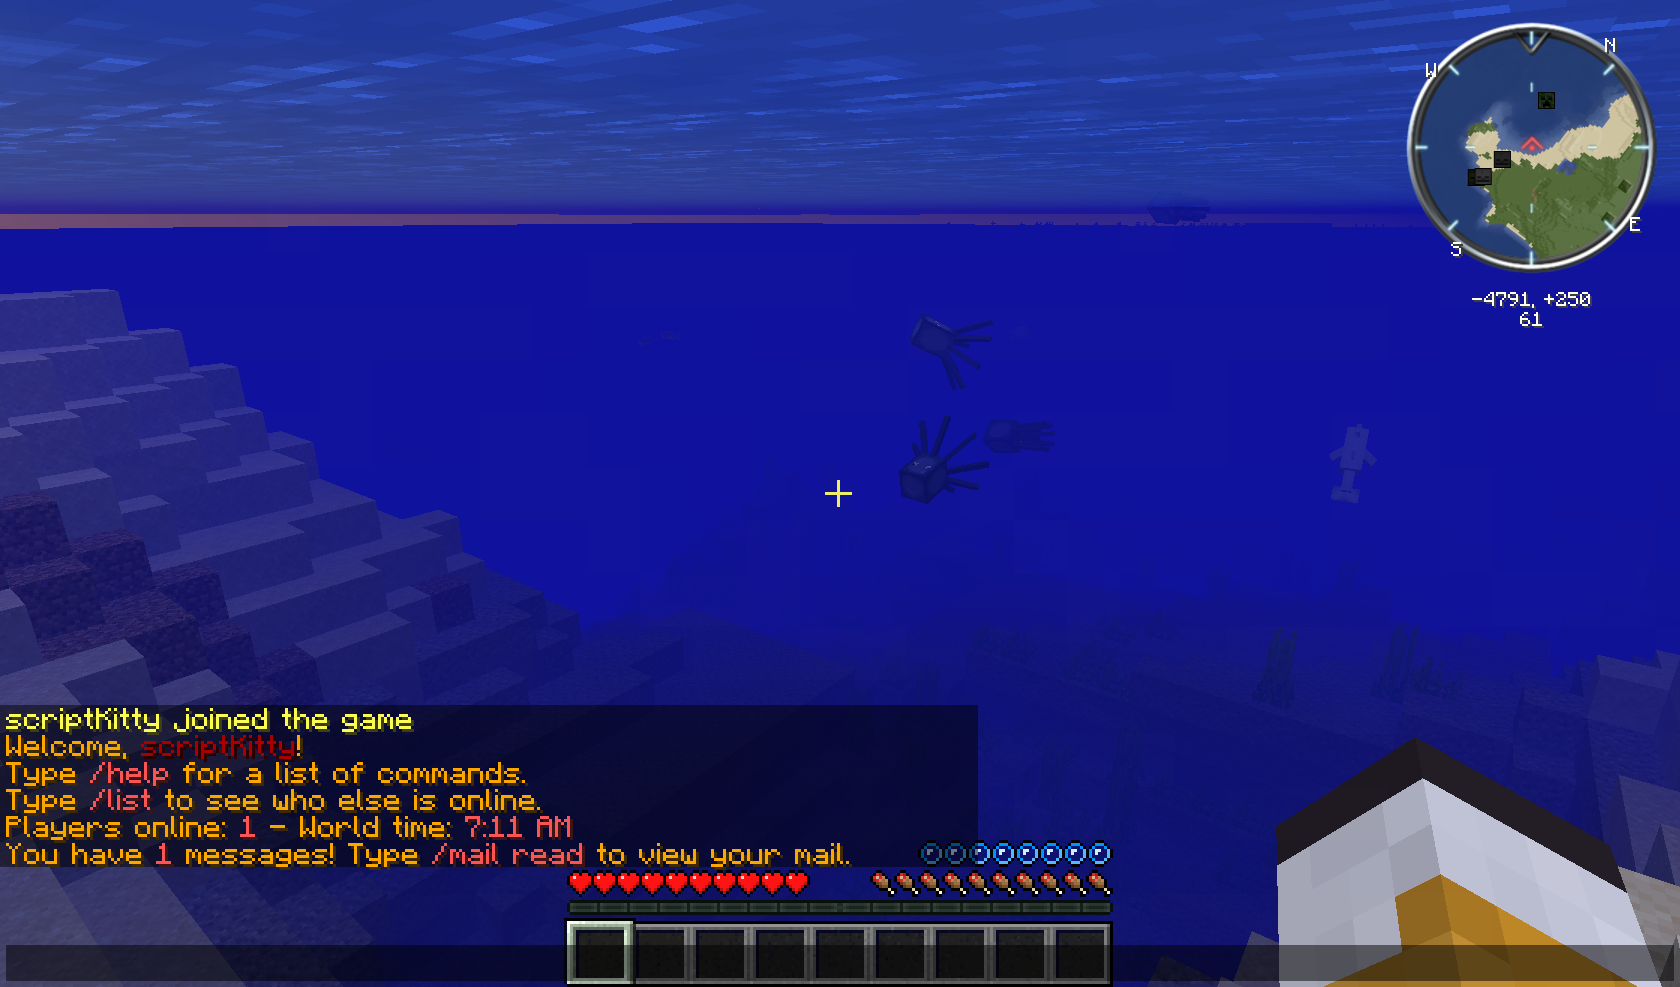 N
W
E
S
-4791, +250
61
scriptKitty joined the game
Welcome, scriptKitty!
Type /help for a list of commands.
Type /list to see who else is online.
Players online: 1 - World time: 7:11 AM
You have 1 messages! Type /mail read to view your mail.